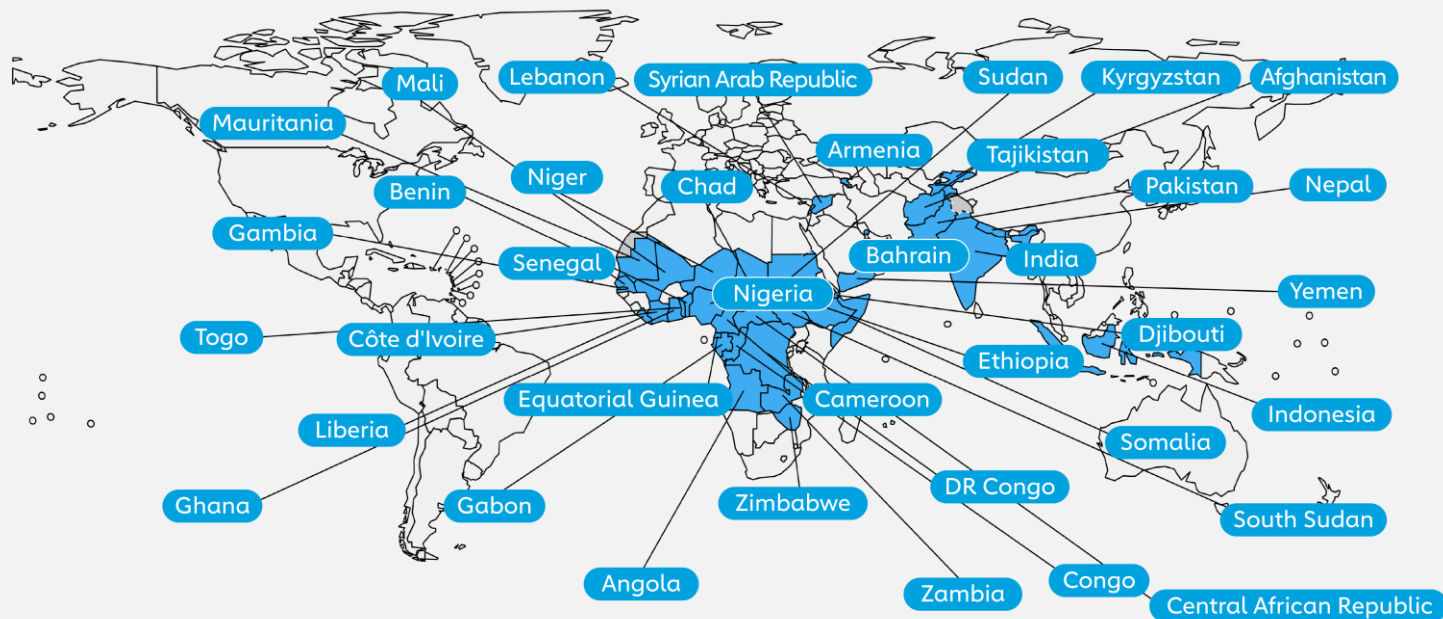 Mali
Lebanon
Syrian Arab Republic
Sudan
Kyrgyzstan
Afghanistan
Mauritania
Armenia
Tajikistan
Benin
Niger
Chad
Pakistan
Nepal
Gambia
Senegal
Bahrain
India
Nigeria
Yemen
Togo
Côte d'Ivoire
Djibouti
Ethiopia
Equatorial Guinea
Cameroon
Indonesia
Liberia
Somalia
Ghana
Gabon
Zimbabwe
DR Congo
South Sudan
Angola
Zambia
Congo
Central African Republic